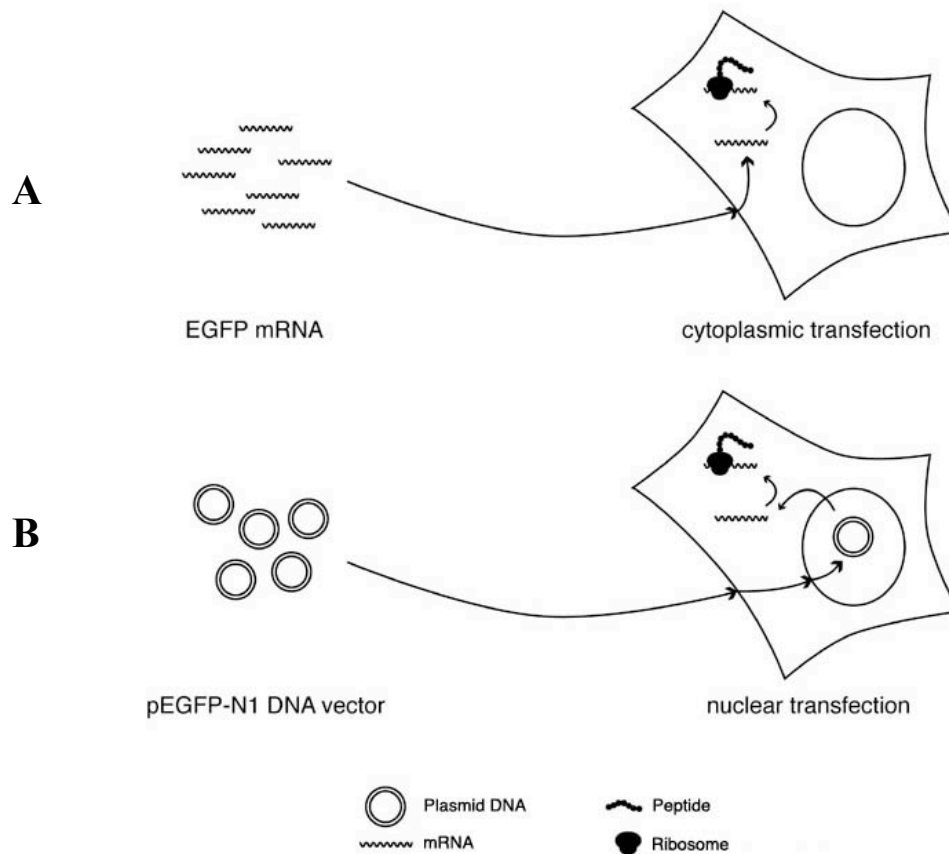 A
EGFP mRNA
cytoplasmic transfection
B
pEGFP-N1 DNA vector
nuclear transfection
Plasmid DNA
Peptide
mRNA
Ribosome